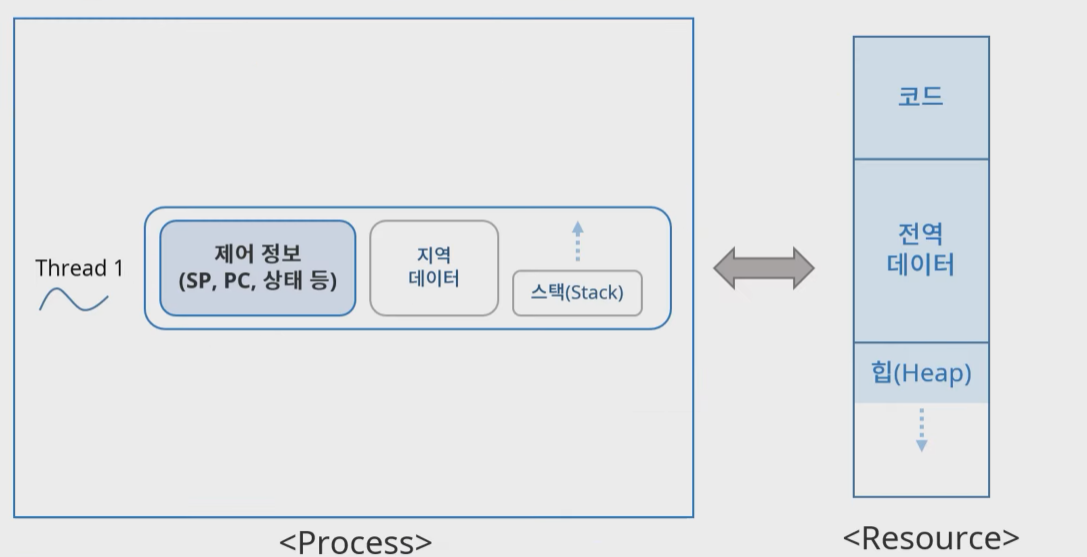 Thread 1
제어 정보
(SP, PC, 상태 등)
지역
데이터
스택(Stack)
<Process>
코드
전역
데이터
힙(Heap)
<Resource>